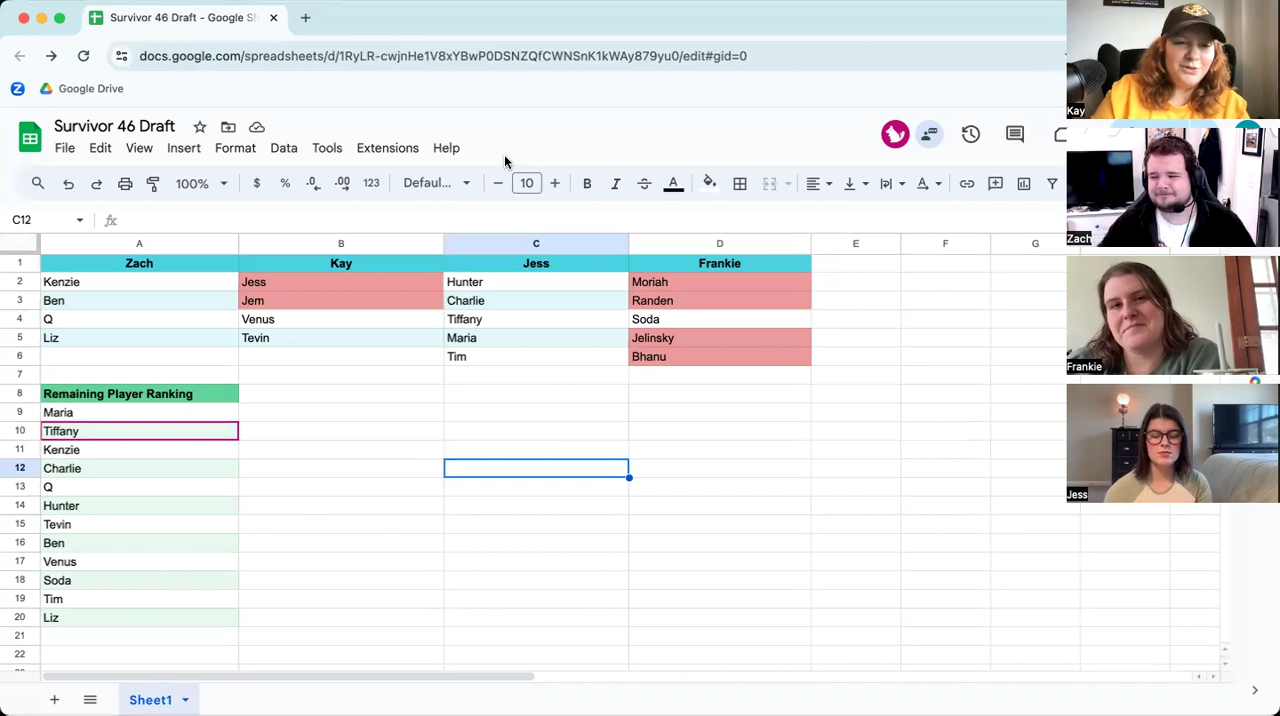 Survivor 46 Draft - Google Sh
docs.google.com/spreadsheets/d/1RyLR-cwjnHe1V8xYBwh0DSNZQfCWNSnK1kWAy879yu0/edit#gid=0
Google Drive
Survivor 46 Draft
File Edit View Insert Format Data Tools Extensions Help
100% $ % .0 .00 123 Defaul... 10 B I S A
C12 fx
A B C D E F G
1 Zach Kay Jess Frankie
2 Kenzie Jess Hunter Moriah
3 Ben Jem Charlie Randen
4 Q Venus Tiffany Soda
5 Liz Tevin Maria Jelinsky
6 Tim Bhanu
7
8 Remaining Player Ranking
9 Maria
10 Tiffany
11 Kenzie
12 Charlie
13 Q
14 Hunter
15 Tevin
16 Ben
17 Venus
18 Soda
19 Tim
20 Liz
21
22
Sheet1
Kay
Zach
Frankie
Jess